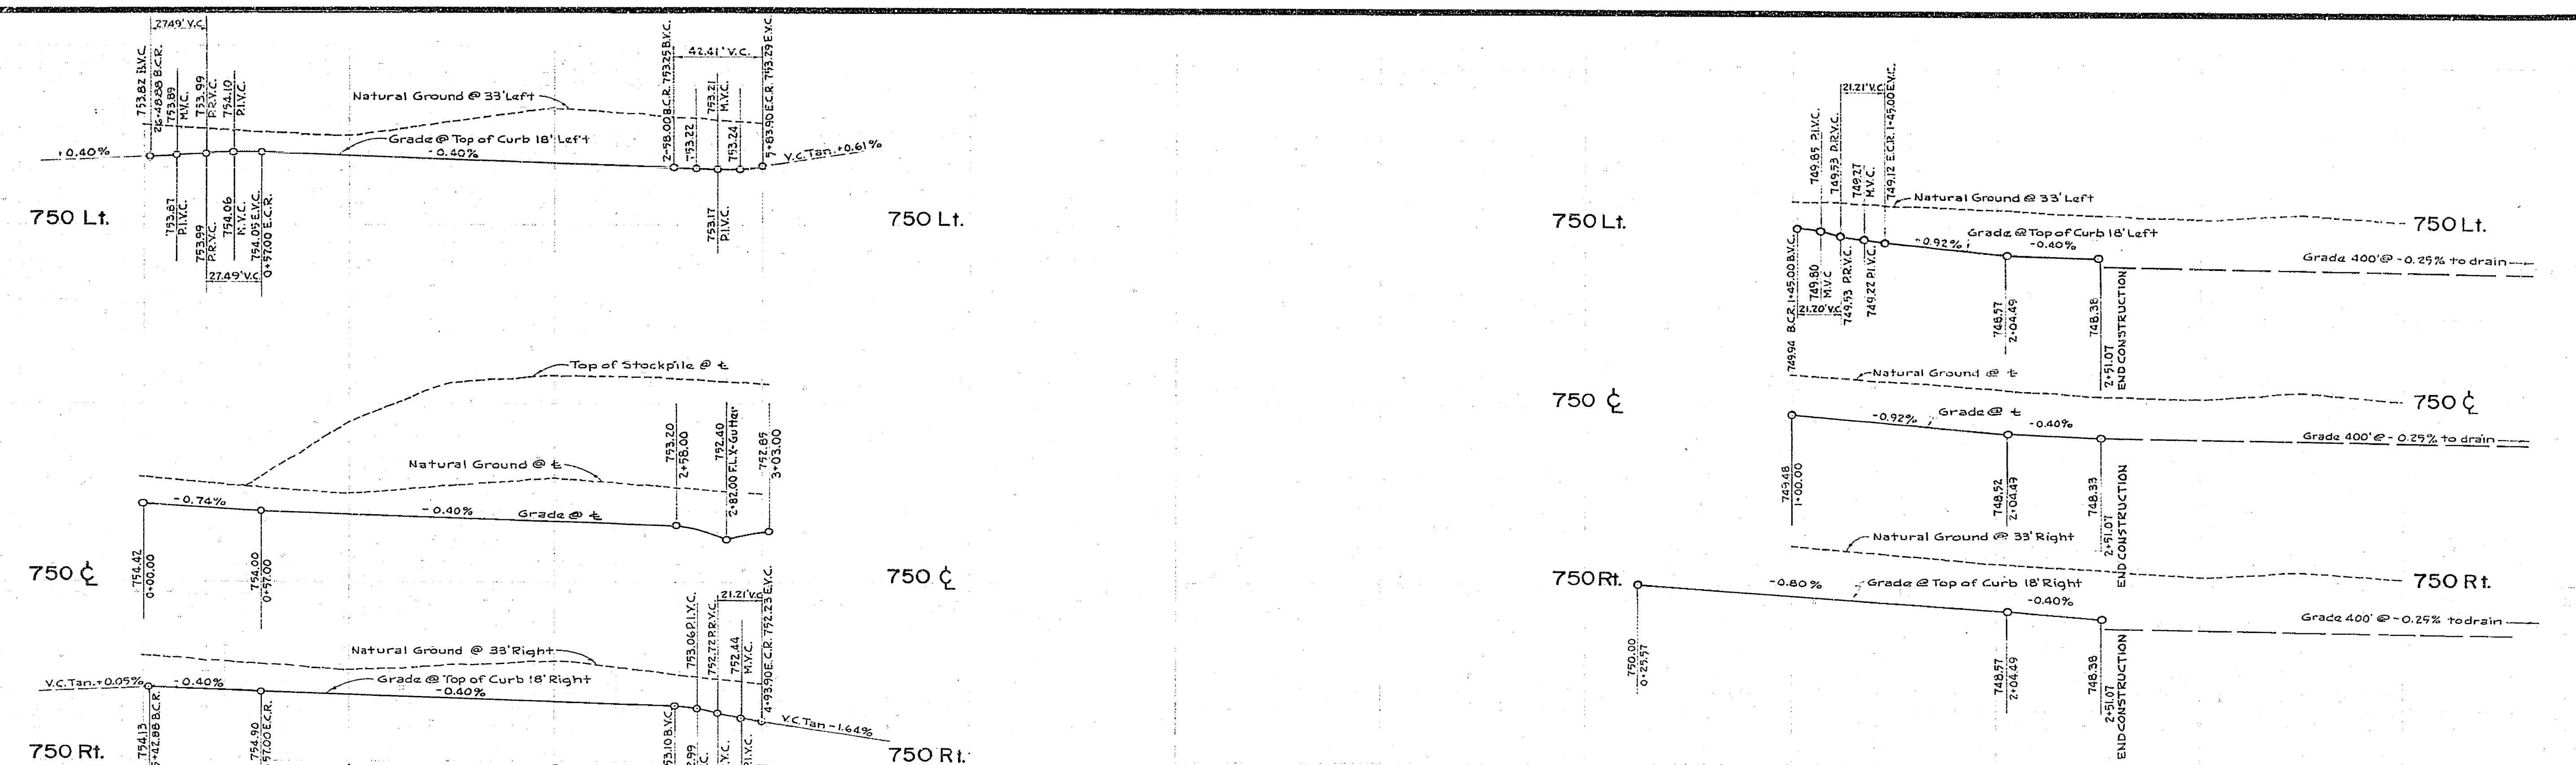 27.49' V.C.
753.82 B.V.C.
26+48.88 B.C.R.
753.89
M.V.C.
753.99
P.R.V.C.
754.10
P.I.V.C.
Natural Ground @ 33' Left
Grade @ Top of Curb 18' Left
+0.40%
-0.40%
2+58.00 B.C.R. 753.25 B.V.C.
753.22
42.41' V.C.
753.21
M.V.C.
753.24
5+83.90 E.C.R. 753.29 E.V.C.
V.C. Tan. +0.61%
750 Lt.
753.87
P.I.V.C.
753.99
P.R.V.C.
754.06
M.V.C.
754.05 E.V.C.
0+57.00 E.C.R.
27.49' V.C.
753.17
P.I.V.C.
750 Lt.
Top of Stockpile @ ℄
Natural Ground @ ℄
753.20
2+58.00
752.40
2+82.00 F.L. X-Gutter
752.85
3+03.00
-0.74%
-0.40%
Grade @ ℄
750 ℄
754.42
0+00.00
754.00
0+57.00
750 ℄
Natural Ground @ 33' Right
Grade @ Top of Curb 18' Right
V.C. Tan. +0.05%
-0.40%
-0.40%
753.06 P.I.V.C.
752.72 P.R.V.C.
21.21' V.C.
752.44
M.V.C.
4+93.90 E.C.R. 752.23 E.V.C.
V.C. Tan -1.64%
750 Rt.
754.13
5+42.88 B.C.R.
754.90
57.00 E.C.R.
53.10 B.V.C.
2.99
.C.
V.C.
P.I.V.C.
750 Rt.
21.21' V.C.
749.85 P.I.V.C.
749.53 P.R.V.C.
749.27
M.V.C.
749.12 E.C.R. 1+45.00 E.V.C.
Natural Ground @ 33' Left
750 Lt.
750 Lt.
Grade @ Top of Curb 18' Left
-0.92%
-0.40%
Grade 400' @ -0.25% to drain
749.94 B.C.R. 1+45.00 B.V.C.
749.80
M.V.C
21.20' V.C.
749.53 P.R.V.C.
749.22 P.I.V.C.
748.57
2+04.49
748.38
2+51.07
END CONSTRUCTION
Natural Ground @ ℄
750 ℄
750 ℄
-0.92%
Grade @ ℄
-0.40%
Grade 400' @ -0.25% to drain
749.48
1+00.00
748.52
2+04.49
748.33
2+51.07
END CONSTRUCTION
Natural Ground @ 33' Right
750 Rt.
750 Rt.
-0.80%
Grade @ Top of Curb 18' Right
-0.40%
Grade 400' @ -0.25% to drain
750.00
0+25.57
748.57
2+04.49
748.38
2+51.07
END CONSTRUCTION